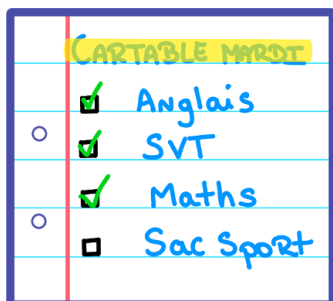 CARTABLE MARDI
Anglais
SVT
Maths
Sac Sport